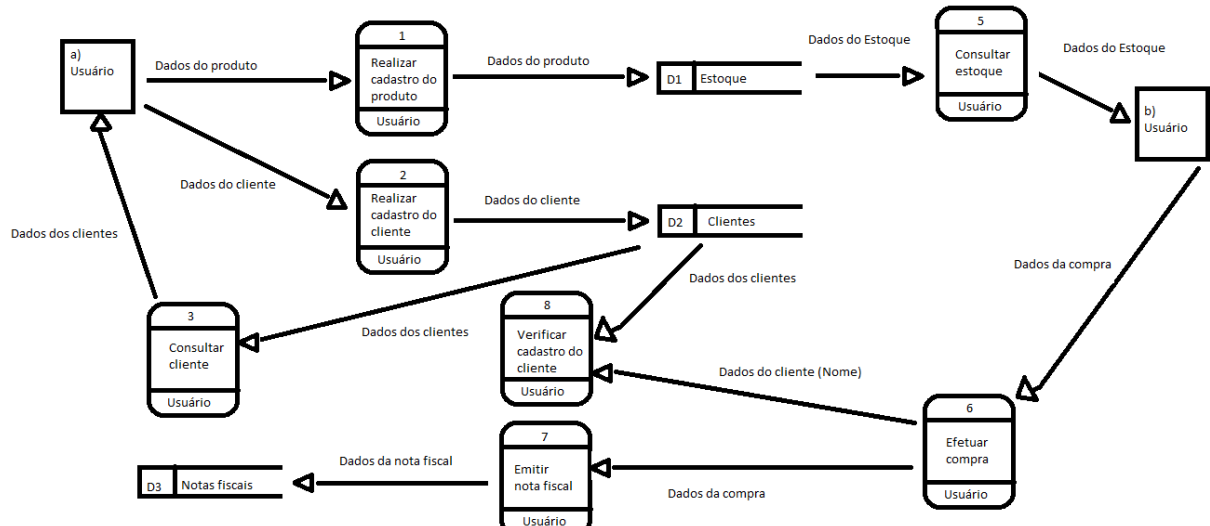 a)
Usuário
Dados do produto
1
Realizar
cadastro do
produto
Usuário
Dados do produto
D1 Estoque
Dados do Estoque
5
Consultar
estoque
Usuário
Dados do Estoque
b)
Usuário
Dados do cliente
2
Realizar
cadastro do
cliente
Usuário
Dados do cliente
D2 Clientes
Dados dos clientes
Dados dos clientes
Dados da compra
3
Consultar
cliente
Usuário
Dados dos clientes
8
Verificar
cadastro do
cliente
Usuário
Dados do cliente (Nome)
6
Efetuar
compra
Usuário
D3 Notas fiscais
Dados da nota fiscal
7
Emitir
nota fiscal
Usuário
Dados da compra